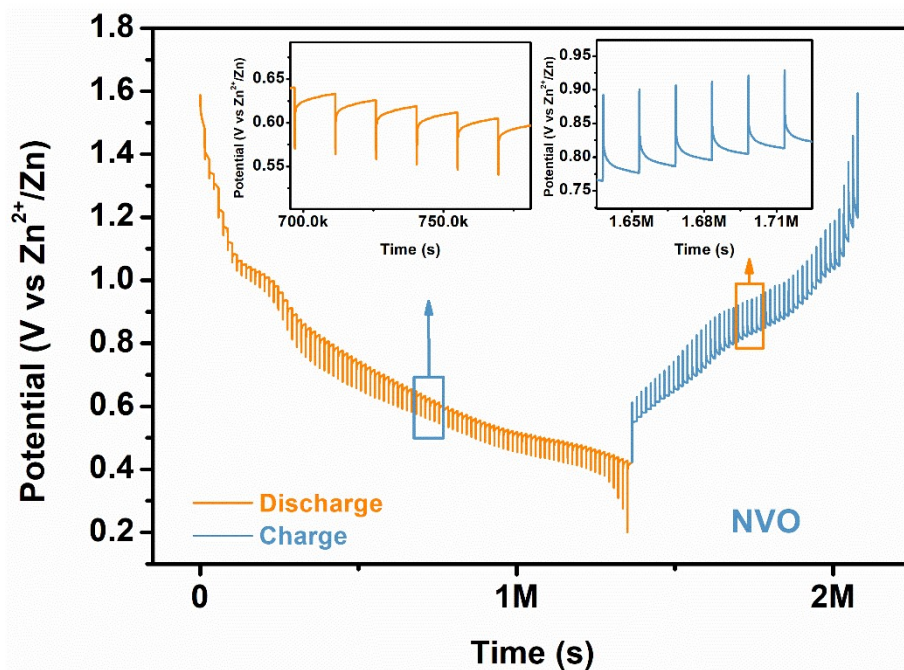 Potential (V vs Zn²⁺/Zn)
1.8
1.6
1.4
1.2
1.0
0.8
0.6
0.4
0.2
0
1M
2M
Time (s)
Discharge
Charge
NVO
Potential (V vs Zn²⁺/Zn)
0.65
0.60
0.55
700.0k
750.0k
Time (s)
Potential (V vs Zn²⁺/Zn)
0.95
0.90
0.85
0.80
0.75
1.65M
1.68M
1.71M
Time (s)